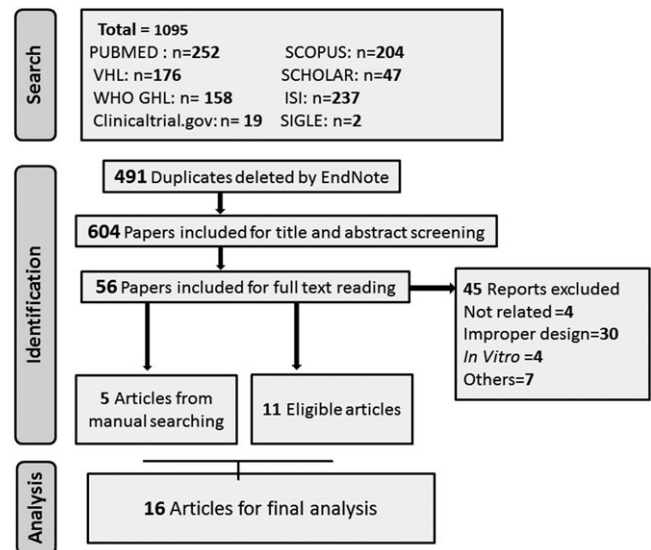 Search
Total = 1095
PUBMED : n=252 SCOPUS: n=204
VHL: n=176 SCHOLAR: n=47
WHO GHL: n= 158 ISI: n=237
Clinicaltrial.gov: n= 19 SIGLE: n=2
Identification
491 Duplicates deleted by EndNote
604 Papers included for title and abstract screening
56 Papers included for full text reading
45 Reports excluded
Not related =4
Improper design=30
In Vitro =4
Others=7
5 Articles from
manual searching
11 Eligible articles
Analysis
16 Articles for final analysis